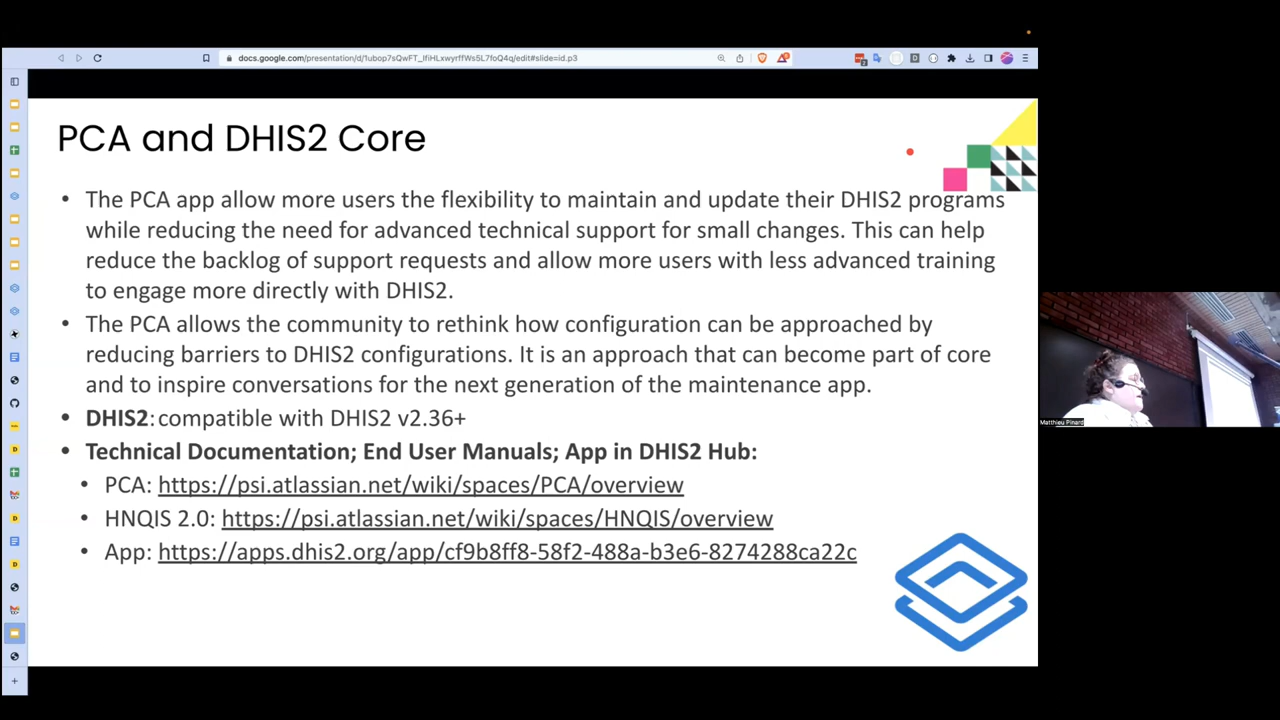 docs.google.com/presentation/d/1ubop7sQwFT_IfiHLxwyrffWs5L7foQ4q/edit#slide=id.p3
PCA and DHIS2 Core
• The PCA app allow more users the flexibility to maintain and update their DHIS2 programs
while reducing the need for advanced technical support for small changes. This can help
reduce the backlog of support requests and allow more users with less advanced training
to engage more directly with DHIS2.
• The PCA allows the community to rethink how configuration can be approached by
reducing barriers to DHIS2 configurations. It is an approach that can become part of core
and to inspire conversations for the next generation of the maintenance app.
• DHIS2: compatible with DHIS2 v2.36+
• Technical Documentation; End User Manuals; App in DHIS2 Hub:
• PCA: https://psi.atlassian.net/wiki/spaces/PCA/overview
• HNQIS 2.0: https://psi.atlassian.net/wiki/spaces/HNQIS/overview
• App: https://apps.dhis2.org/app/cf9b8ff8-58f2-488a-b3e6-8274288ca22c
Matthieu Pinard